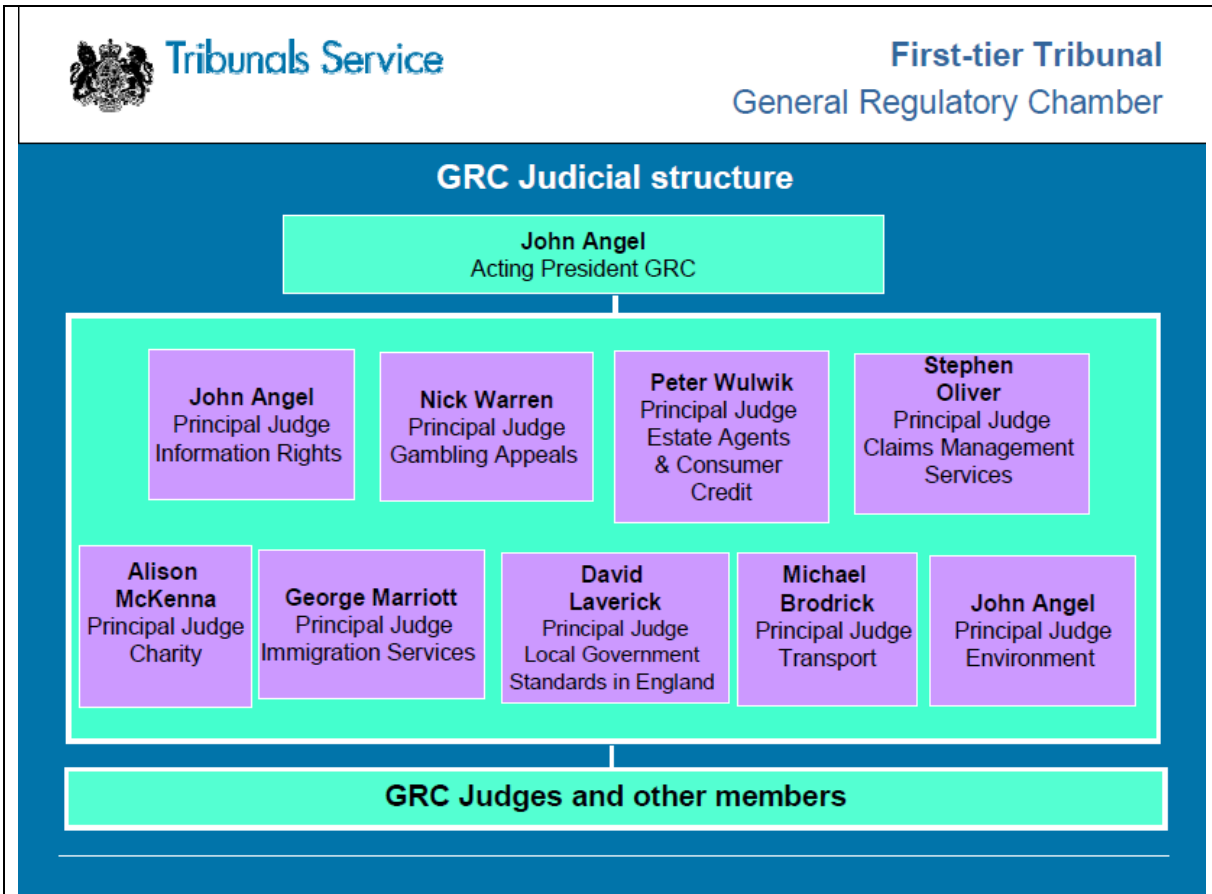 Tribunals Service
First-tier Tribunal
General Regulatory Chamber
GRC Judicial structure
John Angel
Acting President GRC
John Angel
Principal Judge
Information Rights
Nick Warren
Principal Judge
Gambling Appeals
Peter Wulwik
Principal Judge
Estate Agents
& Consumer
Credit
Stephen
Oliver
Principal Judge
Claims Management
Services
Alison
McKenna
Principal Judge
Charity
George Marriott
Principal Judge
Immigration Services
David
Laverick
Principal Judge
Local Government
Standards in England
Michael
Brodrick
Principal Judge
Transport
John Angel
Principal Judge
Environment
GRC Judges and other members